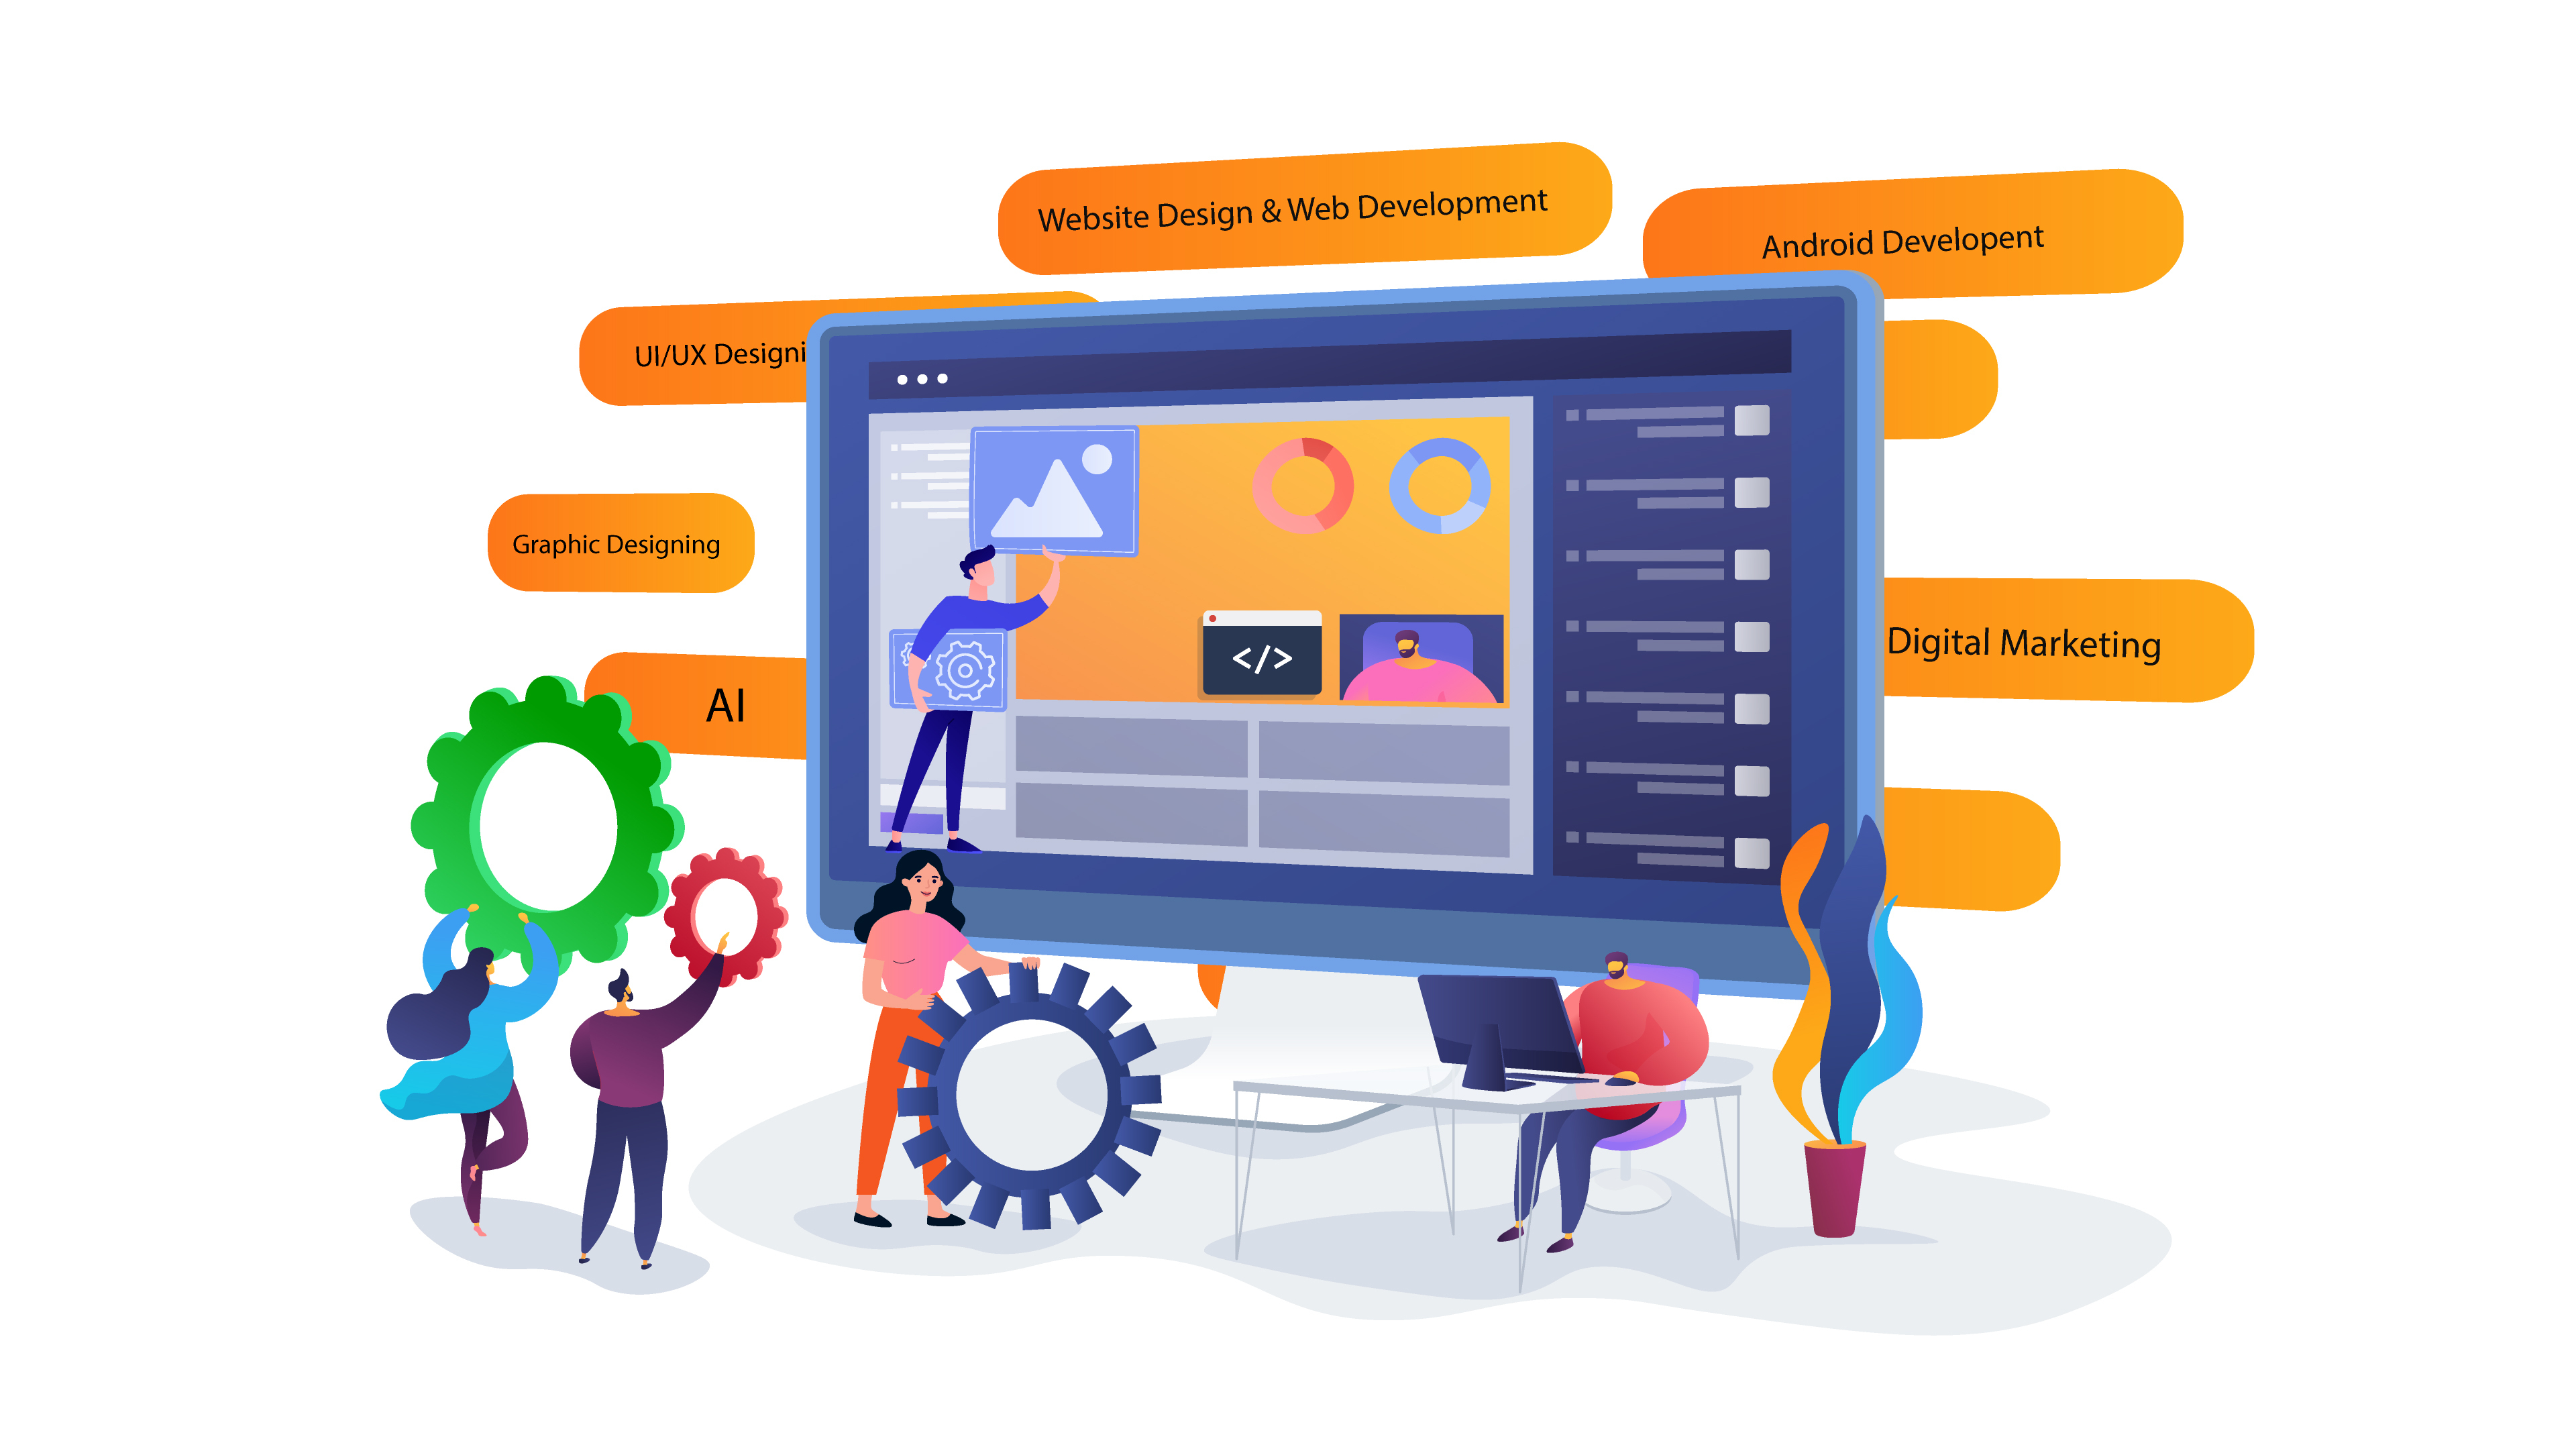 Website Design & Web Development
Android Developent
UI/UX Designi
Graphic Designing
</>
Digital Marketing
AI